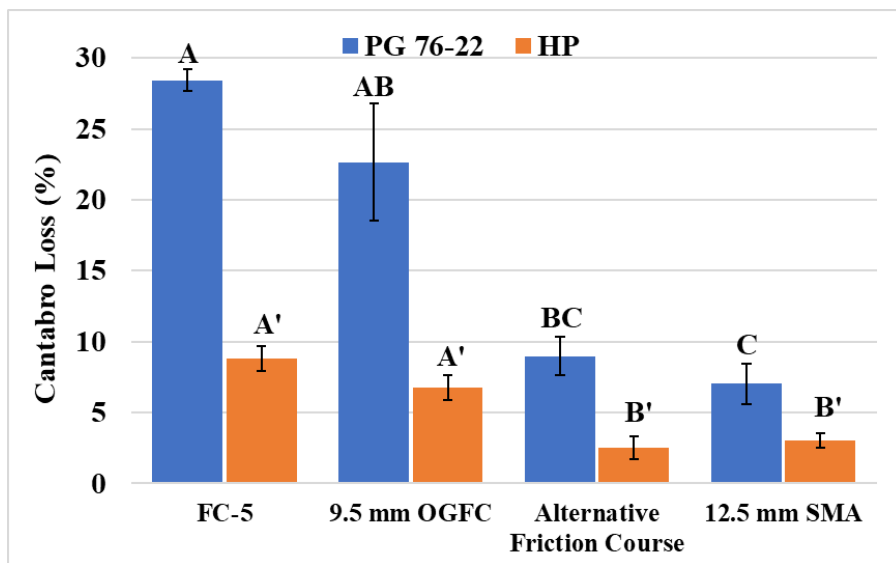 PG 76-22 HP
Cantabro Loss (%)
30
25
20
15
10
5
0
A
A'
AB
A'
BC
B'
C
B'
FC-5
9.5 mm OGFC
Alternative
Friction Course
12.5 mm SMA